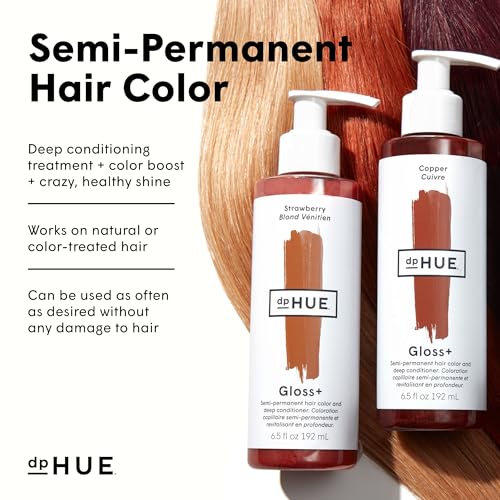 Semi-Permanent
Hair Color
Deep conditioning
treatment + color boost
+ crazy, healthy shine
Works on natural or
color-treated hair
Can be used as often
as desired without
any damage to hair
dpHUE.
Strawberry
Blond Vénitien
dpHUE.
Gloss+
Semi-permanent hair color and
deep conditioner. Coloration
capillaire semi-permanente et
revitalisant en profondeur.
6.5 fl oz 192 mL
Copper
Cuivre
dpHUE.
Gloss+
Semi-permanent hair color and
deep conditioner. Coloration
capillaire semi-permanente et
revitalisant en profondeur.
6.5 fl oz 192 mL